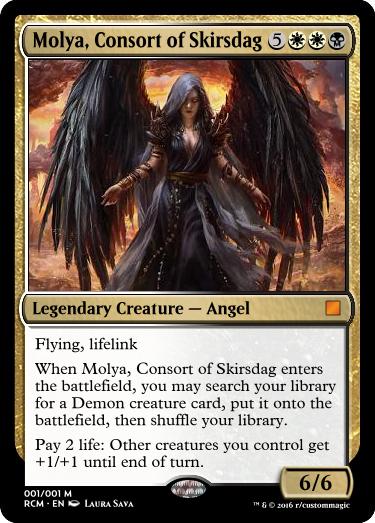 Molya, Consort of Skirsdag 5
Legendary Creature — Angel
Flying, lifelink
When Molya, Consort of Skirsdag enters
the battlefield, you may search your library
for a Demon creature card, put it onto the
battlefield, then shuffle your library.
Pay 2 life: Other creatures you control get
+1/+1 until end of turn.
6/6
001/001 M
RCM • EN Laura Sava
™ & © 2016 r/custommagic